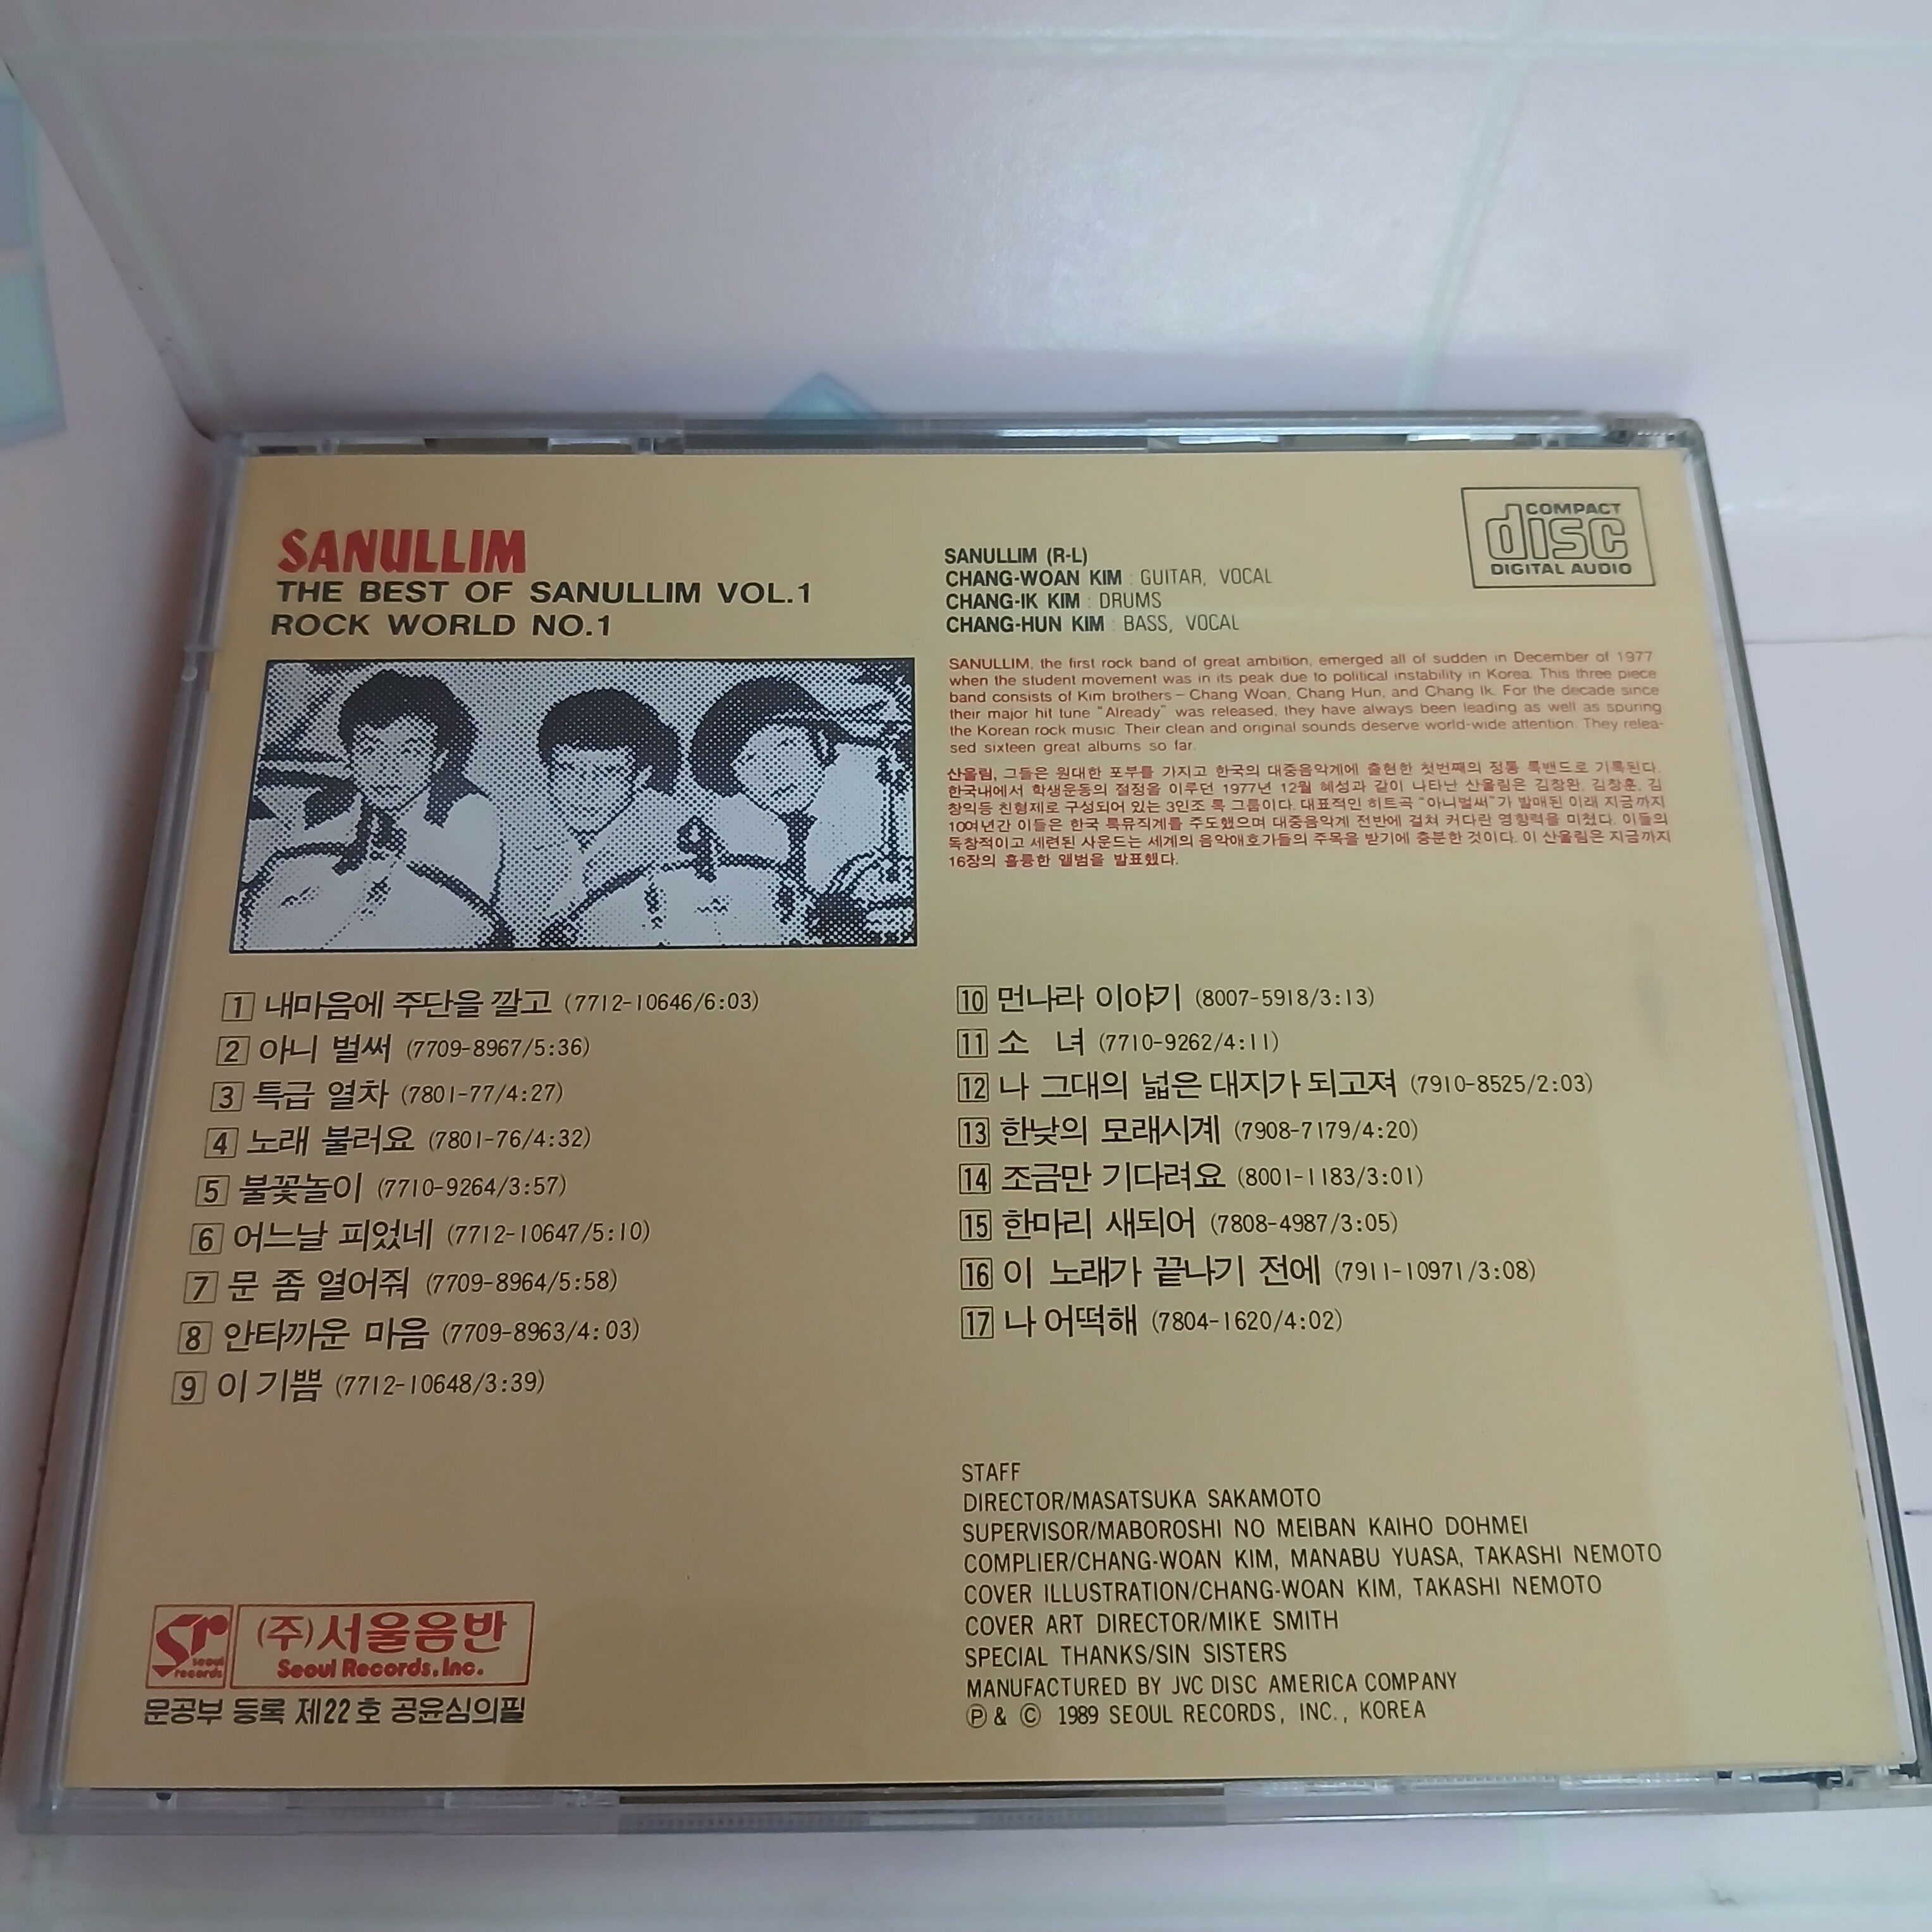 SANULLIM
THE BEST OF SANULLIM VOL.1
ROCK WORLD NO.1
SANULLIM (R-L)
CHANG-WOAN KIM : GUITAR, VOCAL
CHANG-IK KIM : DRUMS
CHANG-HUN KIM : BASS, VOCAL
COMPACT
disc
DIGITAL AUDIO
SANULLIM, the first rock band of great ambition, emerged all of sudden in December of 1977
when the student movement was in its peak due to political instability in Korea. This three piece
band consists of Kim brothers – Chang Woan, Chang Hun, and Chang Ik. For the decade since
their major hit tune "Already" was released, they have always been leading as well as spuring
the Korean rock music. Their clean and original sounds deserve world-wide attention. They relea-
sed sixteen great albums so far.
산울림, 그들은 원대한 포부를 가지고 한국의 대중음악계에 출현한 첫번째의 정통 록밴드로 기록된다.
한국내에서 학생운동의 절정을 이루던 1977년 12월 혜성과 같이 나타난 산울림은 김창완, 김창훈, 김
창익등 친형제로 구성되어 있는 3인조 록 그룹이다. 대표적인 히트곡 "아니벌써"가 발매된 이래 지금까지
10여년간 이들은 한국 록뮤직계를 주도했으며 대중음악계 전반에 걸쳐 커다란 영향력을 미쳤다. 이들의
독창적이고 세련된 사운드는 세계의 음악애호가들의 주목을 받기에 충분한 것이다. 이 산울림은 지금까지
16장의 훌륭한 앨범을 발표했다.
1 내마음에 주단을 깔고 (7712-10646/6:03)
2 아니 벌써 (7709-8967/5:36)
3 특급 열차 (7801-77/4:27)
4 노래 불러요 (7801-76/4:32)
5 불꽃놀이 (7710-9264/3:57)
6 어느날 피었네 (7712-10647/5:10)
7 문 좀 열어줘 (7709-8964/5:58)
8 안타까운 마음 (7709-8963/4:03)
9 이 기쁨 (7712-10648/3:39)
10 먼나라 이야기 (8007-5918/3:13)
11 소 녀 (7710-9262/4:11)
12 나 그대의 넓은 대지가 되고져 (7910-8525/2:03)
13 한낮의 모래시계 (7908-7179/4:20)
14 조금만 기다려요 (8001-1183/3:01)
15 한마리 새되어 (7808-4987/3:05)
16 이 노래가 끝나기 전에 (7911-10971/3:08)
17 나 어떡해 (7804-1620/4:02)
STAFF
DIRECTOR/MASATSUKA SAKAMOTO
SUPERVISOR/MABOROSHI NO MEIBAN KAIHO DOHMEI
COMPLIER/CHANG-WOAN KIM, MANABU YUASA, TAKASHI NEMOTO
COVER ILLUSTRATION/CHANG-WOAN KIM, TAKASHI NEMOTO
COVER ART DIRECTOR/MIKE SMITH
SPECIAL THANKS/SIN SISTERS
MANUFACTURED BY JVC DISC AMERICA COMPANY
Ⓟ & © 1989 SEOUL RECORDS, INC., KOREA
Sr
seoul
records
(주)서울음반
Seoul Records, Inc.
문공부 등록 제22호 공윤심의필